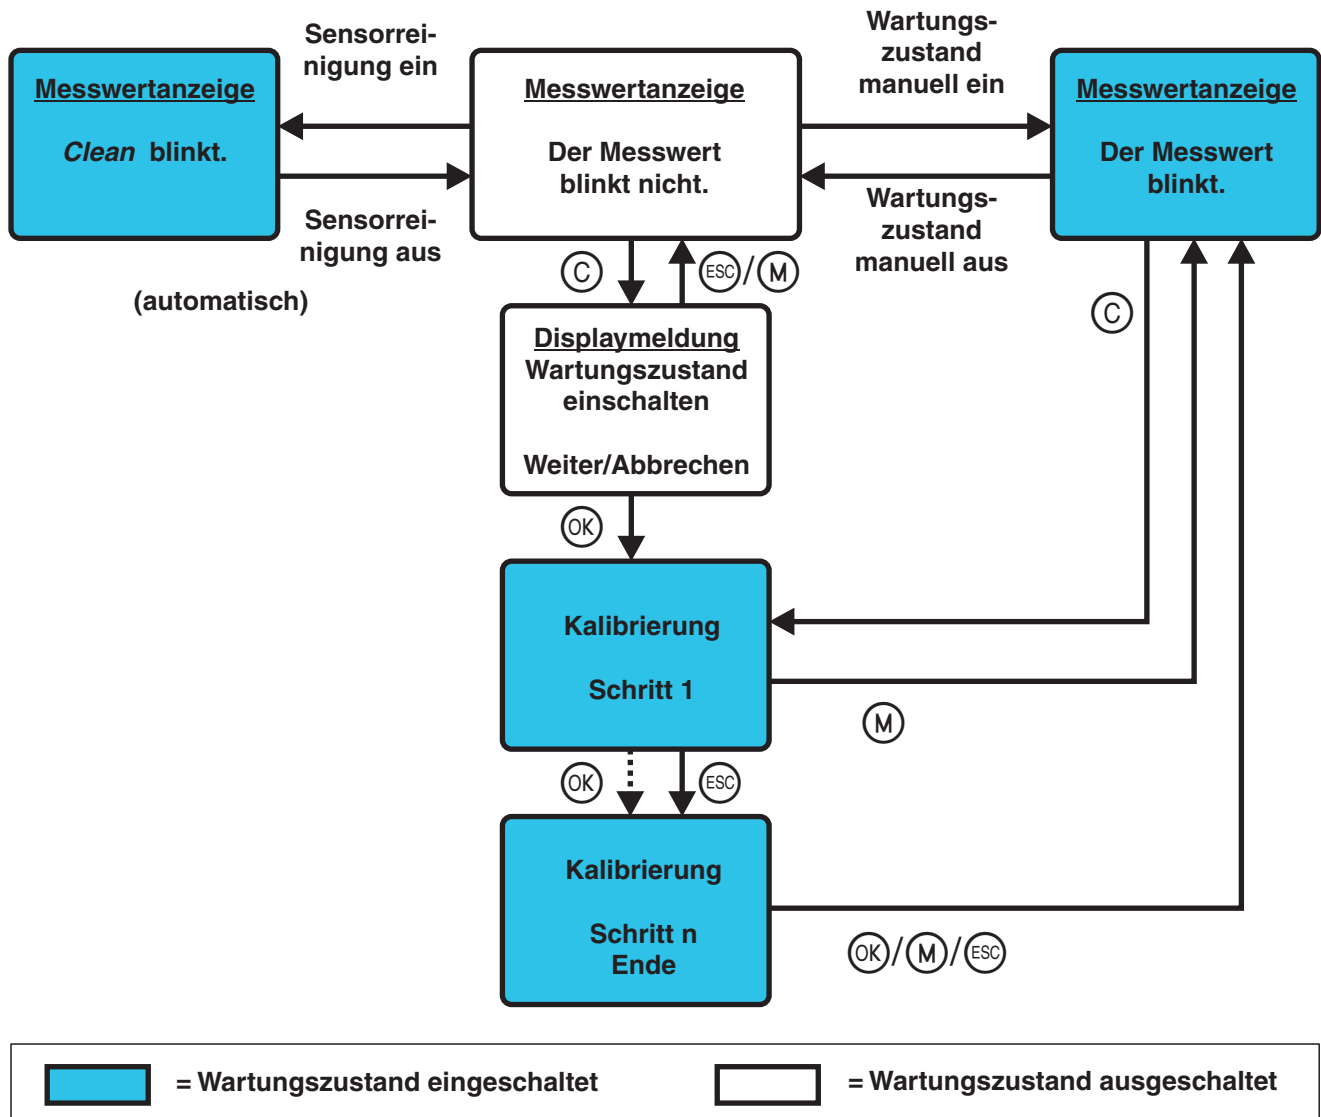 Sensorrei-
nigung ein
Wartungs-
zustand
manuell ein
Messwertanzeige
Clean blinkt.
Messwertanzeige
Der Messwert
blinkt nicht.
Messwertanzeige
Der Messwert
blinkt.
Sensorrei-
nigung aus
(automatisch)
Wartungs-
zustand
manuell aus
C
ESC/M
C
Displaymeldung
Wartungszustand
einschalten
Weiter/Abbrechen
OK
Kalibrierung
Schritt 1
M
OK
ESC
Kalibrierung
Schritt n
Ende
OK/M/ESC
= Wartungszustand eingeschaltet
= Wartungszustand ausgeschaltet